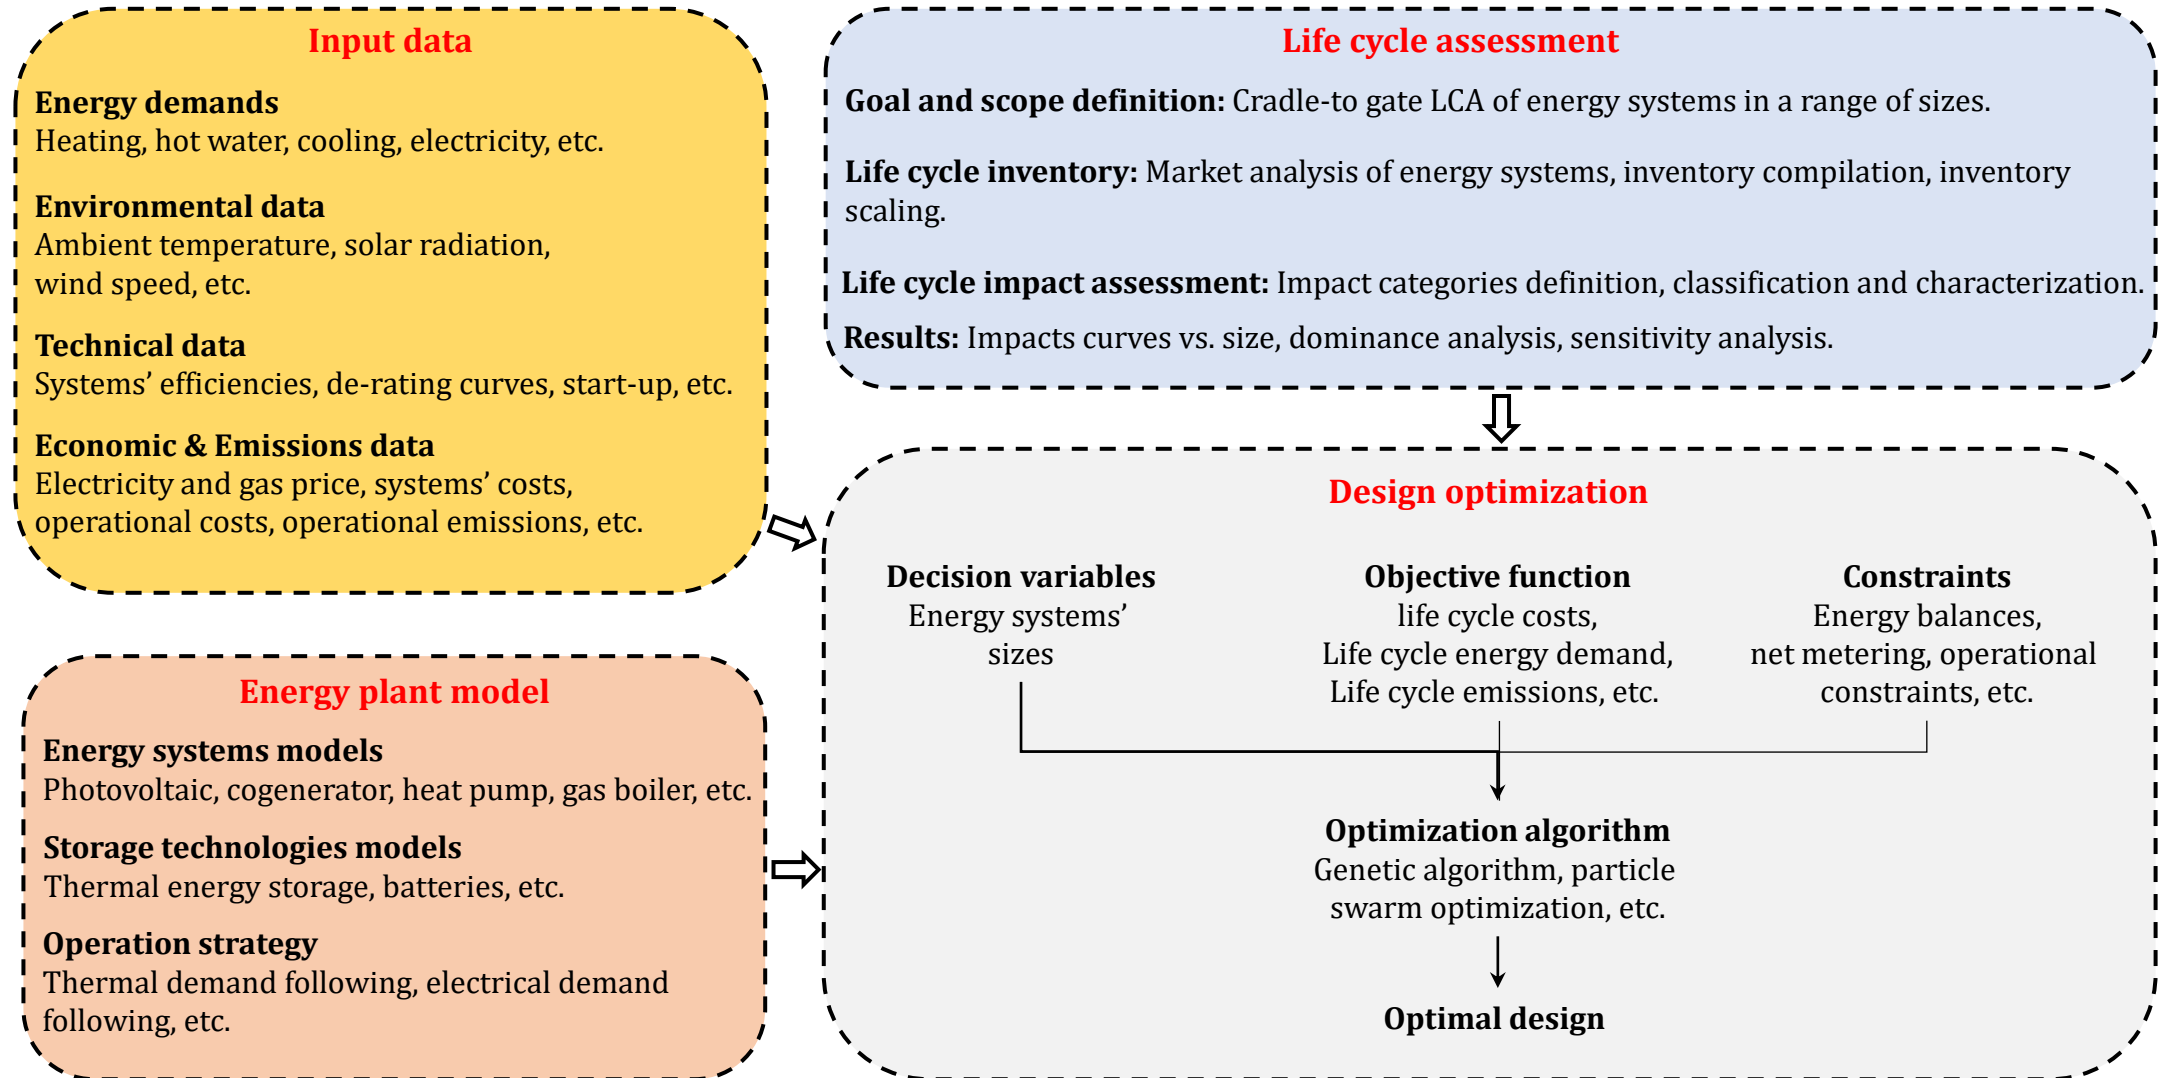 Input data
Energy demands
Heating, hot water, cooling, electricity, etc.
Environmental data
Ambient temperature, solar radiation,
wind speed, etc.
Technical data
Systems’ efficiencies, de-rating curves, start-up, etc.
Economic & Emissions data
Electricity and gas price, systems’ costs,
operational costs, operational emissions, etc.
Energy plant model
Energy systems models
Photovoltaic, cogenerator, heat pump, gas boiler, etc.
Storage technologies models
Thermal energy storage, batteries, etc.
Operation strategy
Thermal demand following, electrical demand
following, etc.
Life cycle assessment
Goal and scope definition: Cradle-to gate LCA of energy systems in a range of sizes.
Life cycle inventory: Market analysis of energy systems, inventory compilation, inventory
scaling.
Life cycle impact assessment: Impact categories definition, classification and characterization.
Results: Impacts curves vs. size, dominance analysis, sensitivity analysis.
Design optimization
Decision variables
Energy systems’
sizes
Objective function
life cycle costs,
Life cycle energy demand,
Life cycle emissions, etc.
Constraints
Energy balances,
net metering, operational
constraints, etc.
Optimization algorithm
Genetic algorithm, particle
swarm optimization, etc.
Optimal design